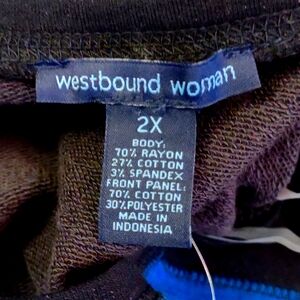 westbound woman
2X
BODY:
70% RAYON
27% COTTON
3% SPANDEX
FRONT PANEL:
70% COTTON
30%POLYESTER
MADE IN
INDONESIA